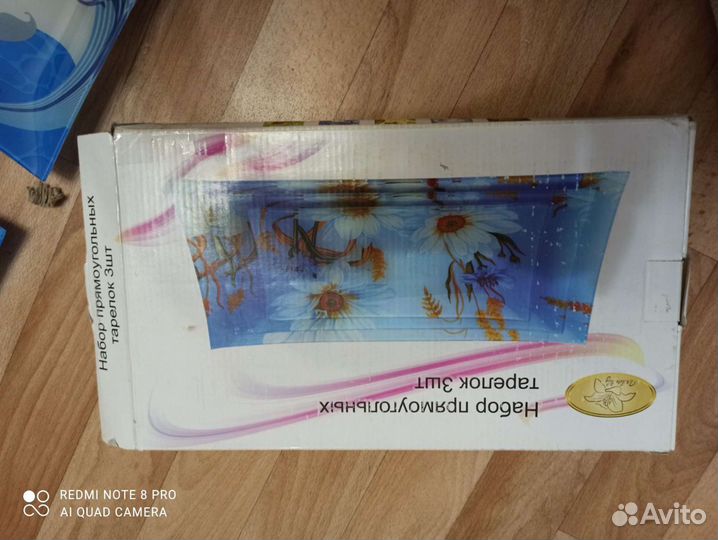 Набор прямоугольных
тарелок 3шт
Набор прямоугольных
тарелок 3шт
REDMI NOTE 8 PRO
AI QUAD CAMERA
Avito